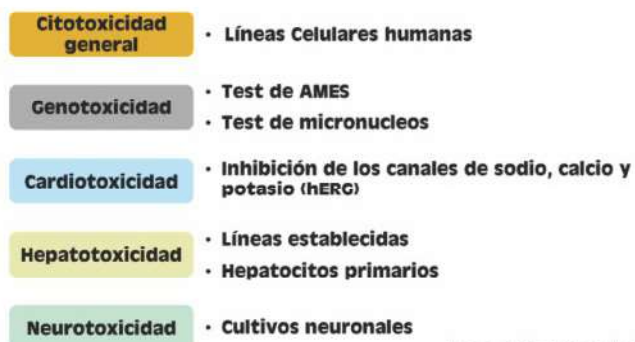 Citotoxicidad
general
· Líneas Celulares humanas
Genotoxicidad
· Test de AMES
· Test de micronucleos
Cardiotoxicidad
· Inhibición de los canales de sodio, calcio y
potasio (hERG)
Hepatotoxicidad
· Líneas establecidas
· Hepatocitos primarios
Neurotoxicidad
· Cultivos neuronales